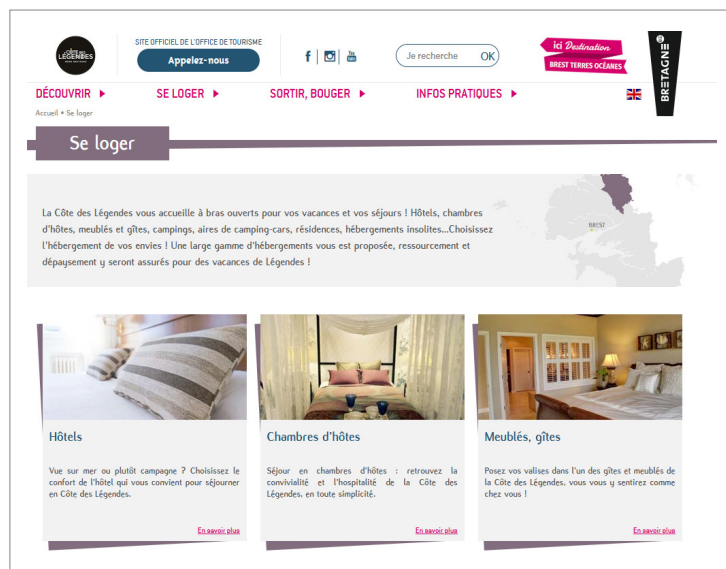 CÔTE DES
LÉGENDES
SITE OFFICIEL DE L'OFFICE DE TOURISME
Appelez-nous
f
You
Je recherche OK
ici Destination
BREST TERRES OCÉANES
BRETAGNE
DÉCOUVRIR
SE LOGER
SORTIR, BOUGER
INFOS PRATIQUES
Accueil • Se loger
Se loger
La Côte des Légendes vous accueille à bras ouverts pour vos vacances et vos séjours ! Hôtels, chambres
d'hôtes, meublés et gîtes, campings, aires de camping-cars, résidences, hébergements insolites...Choisissez
l'hébergement de vos envies ! Une large gamme d'hébergements vous est proposée, ressourcement et
dépaysement y seront assurés pour des vacances de Légendes !
BREST
Hôtels
Vue sur mer ou plutôt campagne ? Choisissez le
confort de l'hôtel qui vous convient pour séjourner
en Côte des Légendes.
En savoir plus
Chambres d'hôtes
Séjour en chambres d'hôtes : retrouvez la
convivialité et l'hospitalité de la Côte des
Légendes, en toute simplicité.
En savoir plus
Meublés, gîtes
Posez vos valises dans l'un des gîtes et meublés de
la Côte des Légendes. vous vous y sentirez comme
chez vous !
En savoir plus